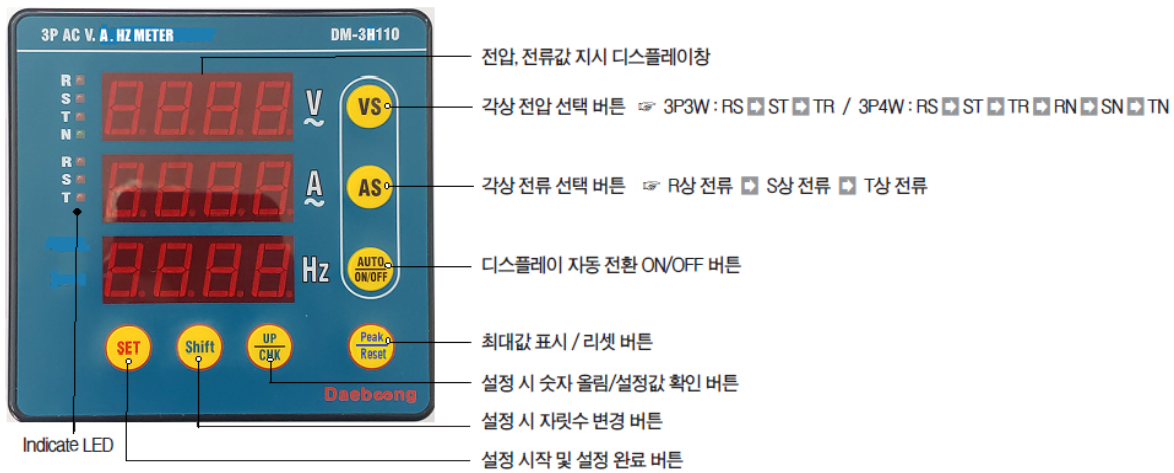 3P AC V. A. HZ METER DM-3H110
R
S
T
N
V
VS
R
S
T
A
AS
Hz
AUTO
ON/OFF
SET
Shift
UP
CHK
Peak
Reset
Daeboong
Indicate LED
전압, 전류값 지시 디스플레이창
각상 전압 선택 버튼 ☞ 3P3W : RS ➡ ST ➡ TR / 3P4W : RS ➡ ST ➡ TR ➡ RN ➡ SN ➡ TN
각상 전류 선택 버튼 ☞ R상 전류 ➡ S상 전류 ➡ T상 전류
디스플레이 자동 전환 ON/OFF 버튼
최대값 표시 / 리셋 버튼
설정 시 숫자 올림/설정값 확인 버튼
설정 시 자릿수 변경 버튼
설정 시작 및 설정 완료 버튼